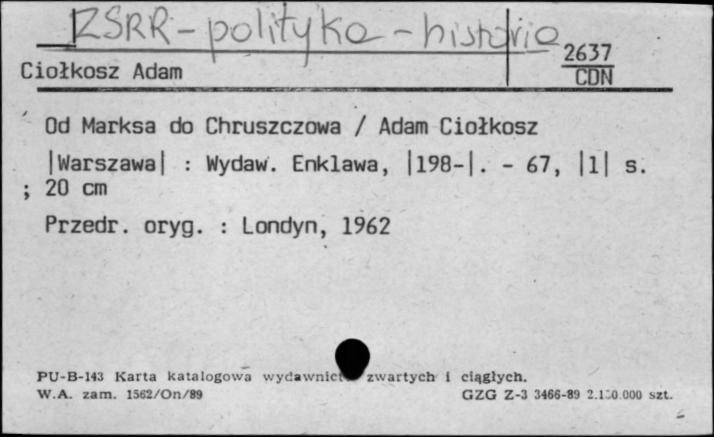 ZSRR - polityka - historia
2637
Ciołkosz Adam
CDN
Od Marksa do Chruszczowa / Adam Ciołkosz
|Warszawa| : Wydaw. Enklawa, |198-|. - 67, |1| s.
; 20 cm
Przedr. oryg. : Londyn, 1962
PU-B-143 Karta katalogowa zwartych i ciągłych.
W.A. zam. 1562/On/89
GZG Z-3 3466-89 szt.